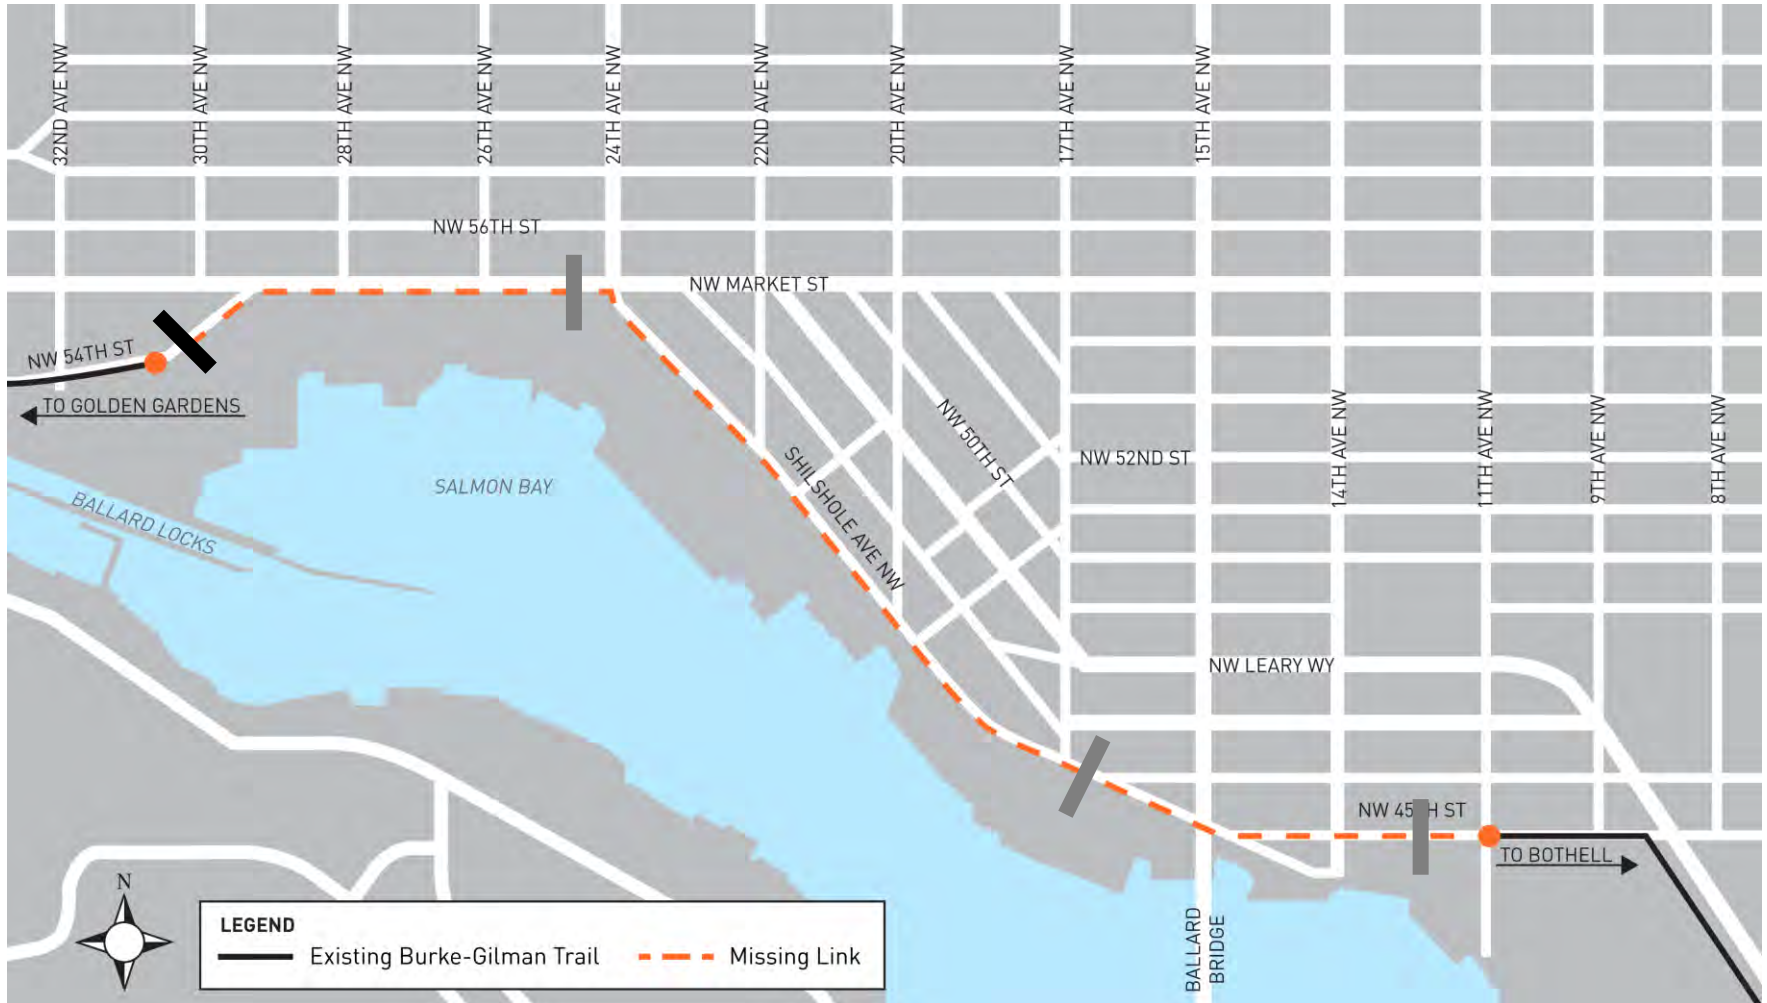 32ND AVE NW
30TH AVE NW
28TH AVE NW
26TH AVE NW
24TH AVE NW
22ND AVE NW
20TH AVE NW
17TH AVE NW
15TH AVE NW
NW 56TH ST
NW MARKET ST
NW 54TH ST
TO GOLDEN GARDENS
SALMON BAY
BALLARD LOCKS
SHILSHOLE AVE NW
NW 50TH ST
NW 52ND ST
14TH AVE NW
11TH AVE NW
9TH AVE NW
8TH AVE NW
NW LEARY WY
NW 45TH ST
TO BOTHELL
BALLARD
BRIDGE
N
LEGEND
Existing Burke-Gilman Trail
Missing Link